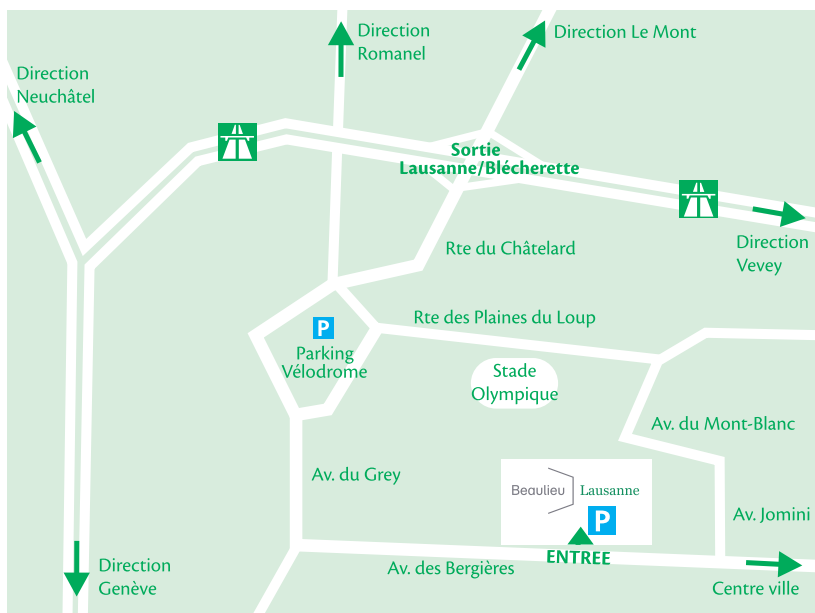 Direction
Romanel
Direction Le Mont
Direction
Neuchâtel
Sortie
Lausanne/Blécherette
Direction
Vevey
Rte du Châtelard
Rte des Plaines du Loup
P
Parking
Vélodrome
Stade
Olympique
Av. du Mont-Blanc
Av. du Grey
Beaulieu Lausanne
P
Av. Jomini
ENTREE
Av. des Bergières
Direction
Genève
Centre ville